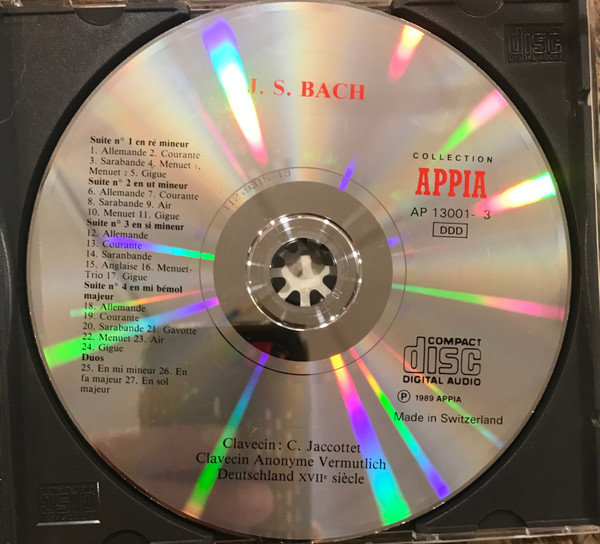 J. S. BACH
Suite n° 1 en ré mineur
1. Allemande 2. Courante
3. Sarabande 4. Menuet 1,
Menuet 2 5. Gigue
Suite n° 2 en ut mineur
6. Allemande 7. Courante
8. Sarabande 9. Air
10. Menuet 11. Gigue
Suite n° 3 en si mineur
12. Allemande
13. Courante
14. Saranbande
15. Anglaise 16. Menuet-
Trio 17. Gigue
Suite n° 4 en mi bémol
majeur
18. Allemande
19. Courante
20. Sarabande 21. Gavotte
22. Menuet 23. Air
24. Gigue
Duos
25. En mi mineur 26. En
fa majeur 27. En sol
majeur
COLLECTION
APPIA
AP 13001- 3
DDD
COMPACT
disc
DIGITAL AUDIO
Ⓟ 1989 APPIA
Made in Switzerland
Clavecin : C. Jaccottet
Clavecin Anonyme Vermutlich
Deutschland XVIIᵉ siècle
disc